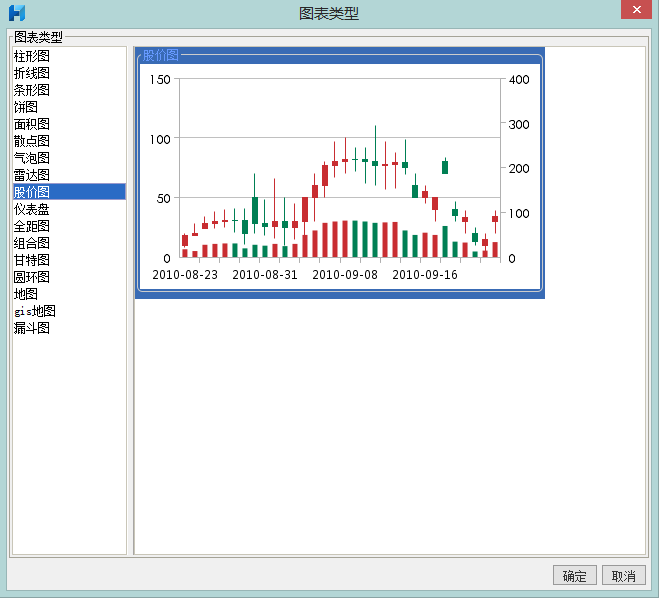 图表类型
图表类型
柱形图
折线图
条形图
饼图
面积图
散点图
气泡图
雷达图
股价图
仪表盘
全距图
组合图
甘特图
圆环图
地图
gis地图
漏斗图
股价图
150
100
50
0
400
300
200
100
0
2010-08-23 2010-08-31 2010-09-08 2010-09-16
确定 取消